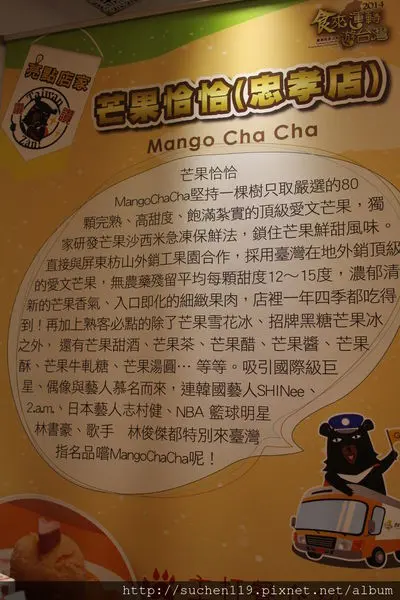 2014
食來運轉
遊台灣
亮點店家
Taiwan
芒果恰恰(忠孝店)
Mango Cha Cha
芒果恰恰
MangoChaCha堅持一棵樹只取嚴選的80
顆完熟、高甜度、飽滿紮實的頂級愛文芒果，獨
家研發芒果沙西米急凍保鮮法，鎖住芒果鮮甜風味。
直接與屏東枋山外銷工果園合作，採用臺灣在地外銷頂級
的愛文芒果，無農藥殘留平均每顆甜度12～15度，濃郁清
新的芒果香氣、入口即化的細緻果肉，店裡一年四季都吃得
到！再加上熟客必點的除了芒果雪花冰、招牌黑糖芒果冰
之外，還有芒果甜酒、芒果茶、芒果醋、芒果醬、芒果
酥、芒果牛軋糖、芒果湯圓⋯ 等等。吸引國際級巨
星、偶像與藝人慕名而來，連韓國藝人SHINee、
2.am、日本藝人志村健、NBA 籃球明星
林書豪、歌手 林俊傑都特別來臺灣
指名品嚐MangoChaCha呢！
http://suchen119.pixnet.net/album